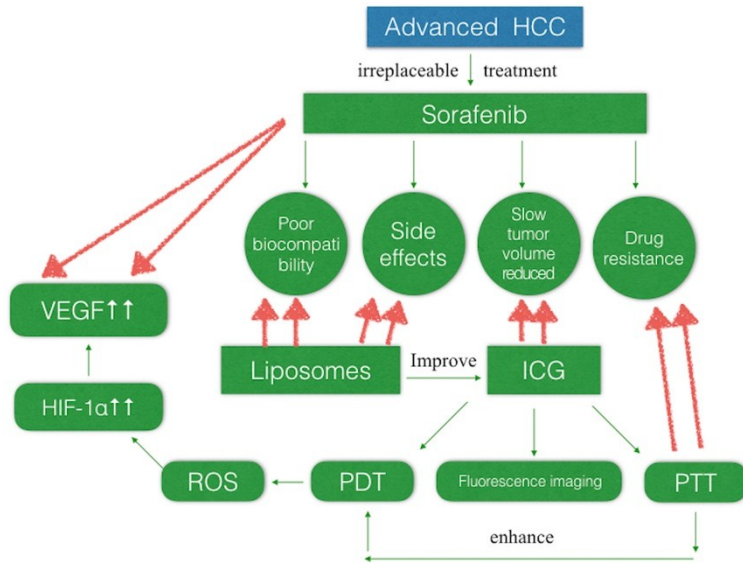 Advanced HCC
irreplaceable treatment
Sorafenib
Poor
biocompati
bility
Side
effects
Slow
tumor
volume
reduced
Drug
resistance
VEGF↑↑
Liposomes
Improve
ICG
HIF-1α↑↑
ROS
PDT
Fluorescence imaging
PTT
enhance